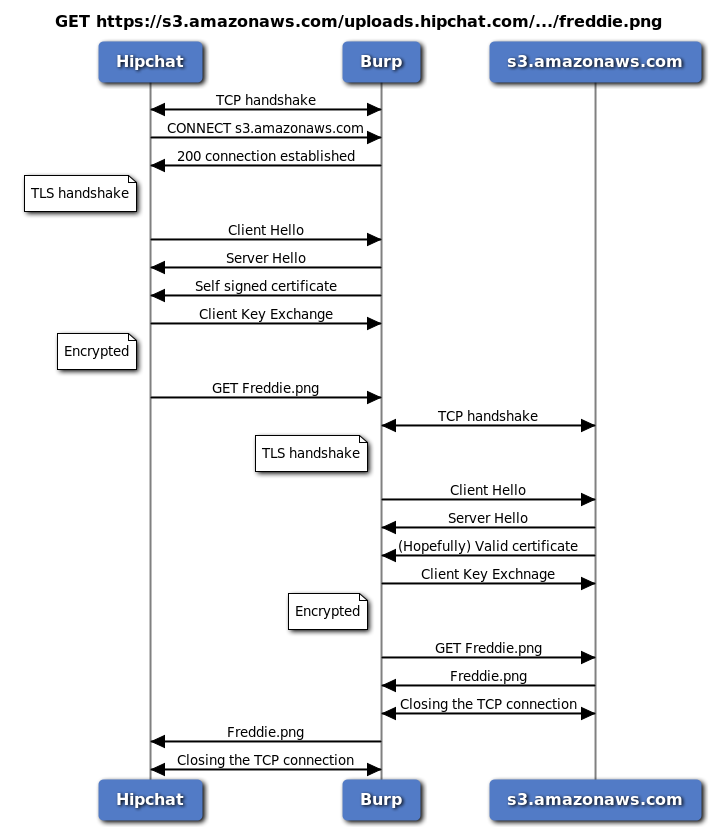 GET https://s3.amazonaws.com/uploads.hipchat.com/.../freddie.png
Hipchat Burp s3.amazonaws.com
TCP handshake
CONNECT s3.amazonaws.com
200 connection established
TLS handshake
Client Hello
Server Hello
Self signed certificate
Client Key Exchange
Encrypted
GET Freddie.png
TCP handshake
TLS handshake
Client Hello
Server Hello
(Hopefully) Valid certificate
Client Key Exchnage
Encrypted
GET Freddie.png
Freddie.png
Closing the TCP connection
Freddie.png
Closing the TCP connection
Hipchat Burp s3.amazonaws.com